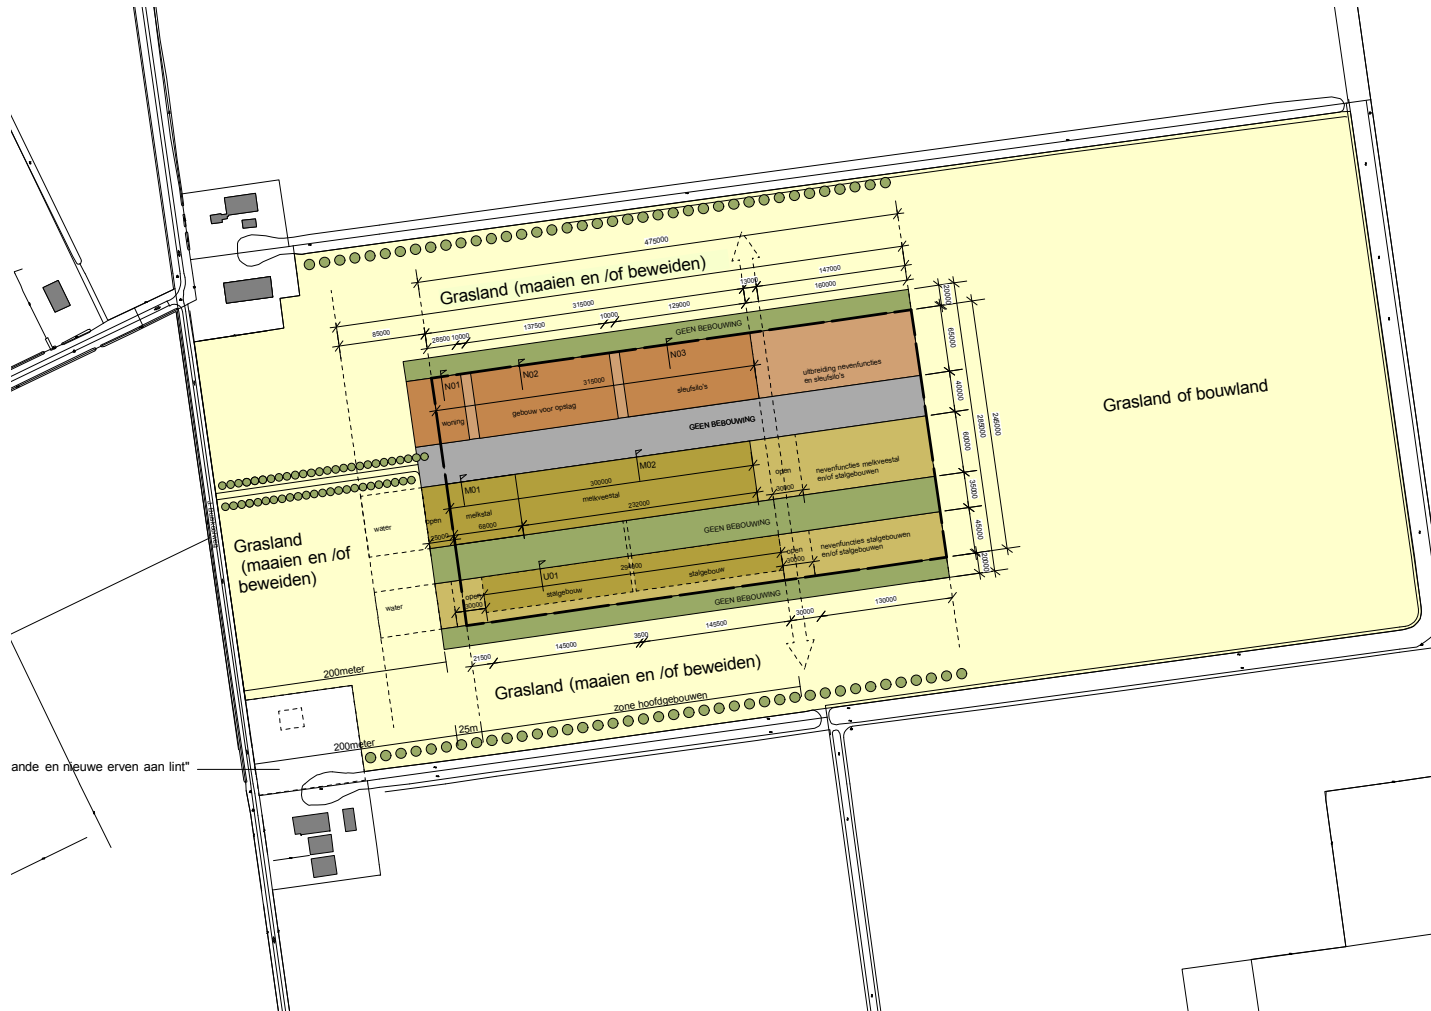 475000
Grasland (maaien en /of beweiden)
13000
147000
315000
160000
10000
129000
85000
137500
28500
10000
20000
GEEN BEBOUWING
65000
N01
N02
N03
315000
uitbreiding nevenfuncties
en sleufsilo's
sleufsilo's
gebouw voor opslag
woning
40000
285000
245000
Grasland of bouwland
GEEN BEBOUWING
60000
M01
M02
300000
open
nevenfuncties melkveestal
en/of stalgebouwen
30000
melkveestal
232000
melkstal
68000
open
25000
water
35000
GEEN BEBOUWING
Grasland
(maaien en /of
beweiden)
open
30000
nevenfuncties stalgebouwen
en/of stalgebouwen
45000
U01
stalgebouw
stalgebouw
open
water
20000
GEEN BEBOUWING
30000
130000
145500
3500
145000
21500
200meter
Grasland (maaien en /of beweiden)
zone hoofdgebouwen
25m
200meter
ande en nieuwe erven aan lint"